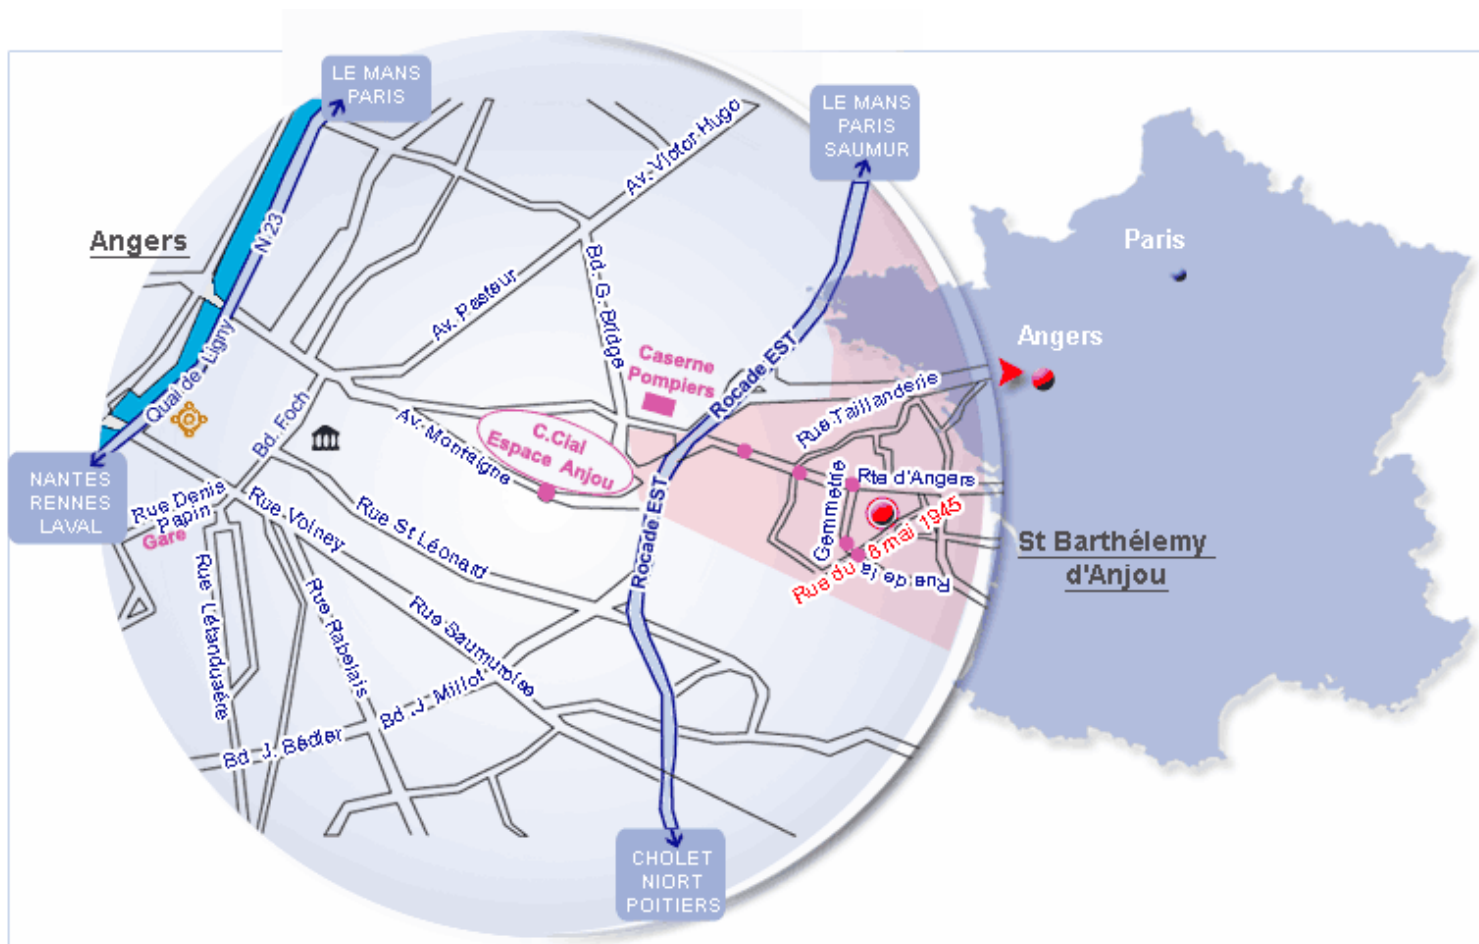 LE MANS
PARIS
LE MANS
PARIS
SAUMUR
Angers
N 23
Av. Victor Hugo
Paris
Bd. G. Bridge
Av. Pasteur
Angers
Quai de Ligny
Caserne
Pompiers
Rocade EST
Rue Taillanderie
Bd. Foch
Av. Montaigne
C.Cial
Espace Anjou
NANTES
RENNES
LAVAL
Rue Denis
Papin
Gare
Rue Volney
Rue St Léonard
Rocade EST
Rte d'Angers
Gemmetrie
Rue du 8 mai 1945
Rue de la
St Barthélemy
d'Anjou
Rue Létanduère
Rue Rabelais
Rue Saumuroise
Bd. J. Millot
Bd. J. Bédier
CHOLET
NIORT
POITIERS